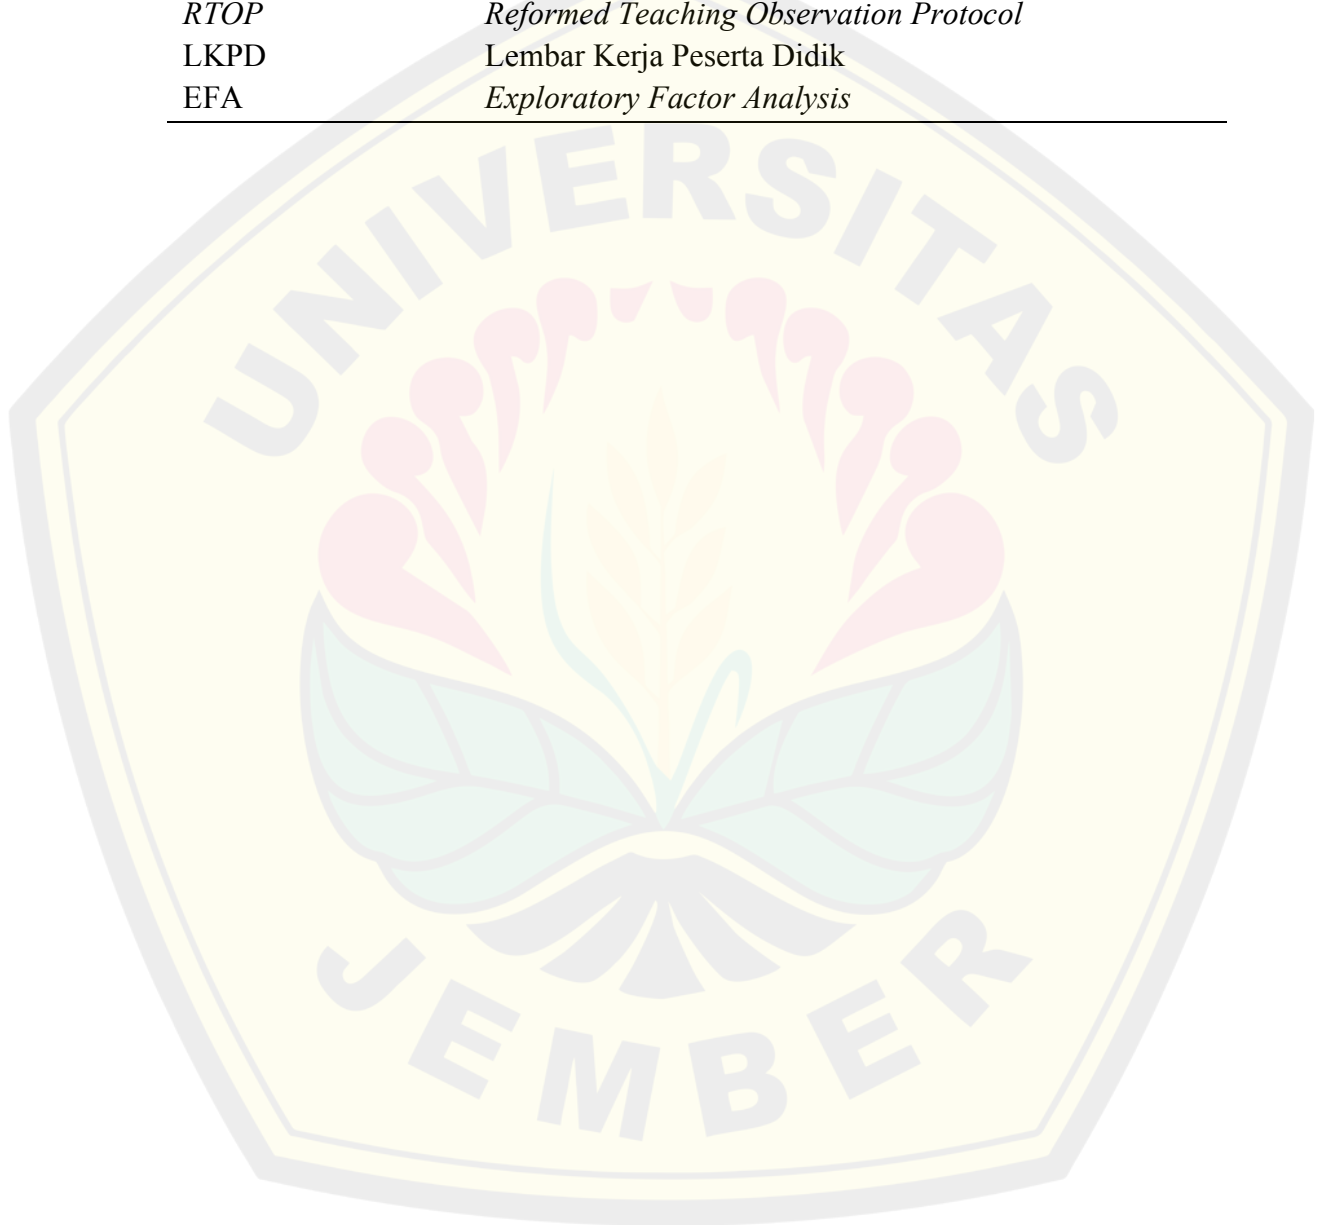 RTOP Reformed Teaching Observation Protocol
LKPD Lembar Kerja Peserta Didik
EFA Exploratory Factor Analysis
UNIVERSITAS
JEMBER